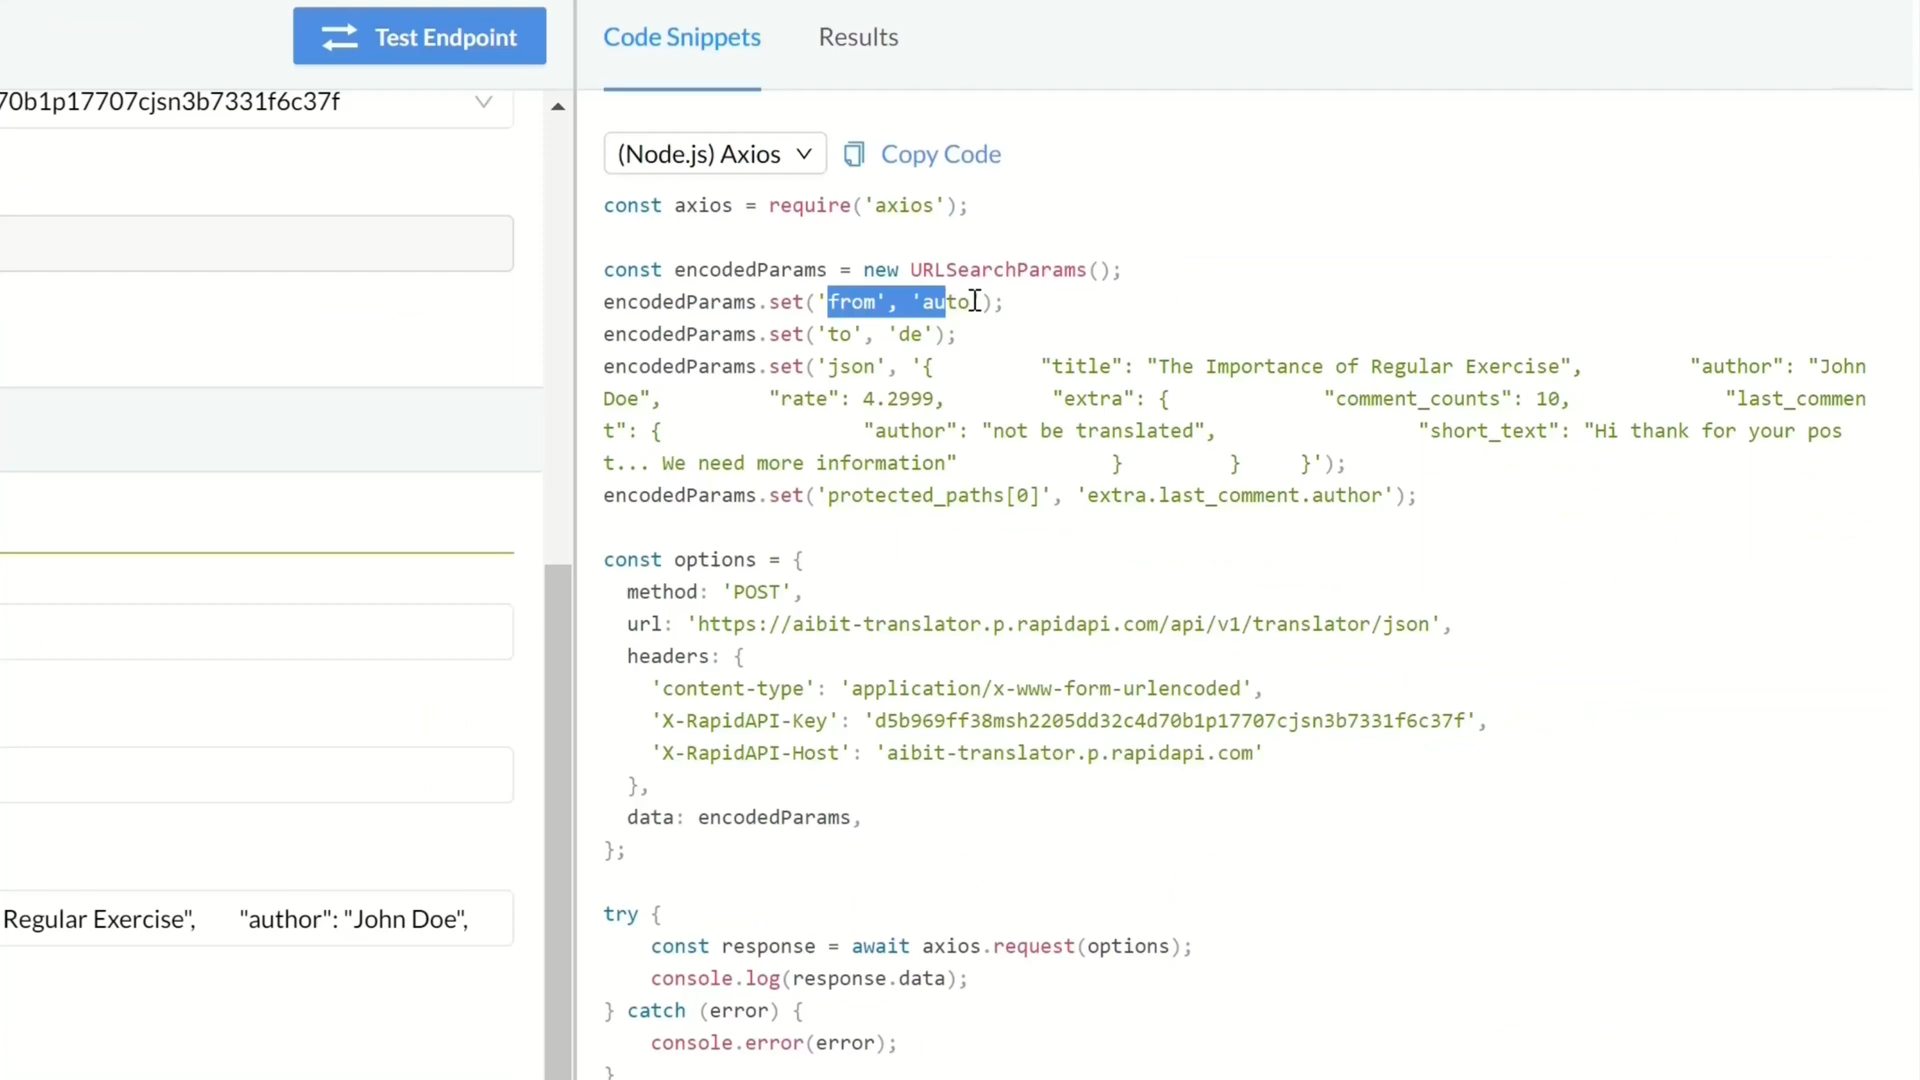 Test Endpoint
70b1p17707cjsn3b7331f6c37f
Regular Exercise", "author": "John Doe",
Code Snippets Results
(Node.js) Axios Copy Code
const axios = require('axios');
const encodedParams = new URLSearchParams();
encodedParams.set('from', 'auto');
encodedParams.set('to', 'de');
encodedParams.set('json', '{ "title": "The Importance of Regular Exercise", "author": "John
Doe", "rate": 4.2999, "extra": { "comment_counts": 10, "last_commen
t": { "author": "not be translated", "short_text": "Hi thank for your pos
t... We need more information" } } }');
encodedParams.set('protected_paths[0]', 'extra.last_comment.author');
const options = {
method: 'POST',
url: 'https://aibit-translator.p.rapidapi.com/api/v1/translator/json',
headers: {
'content-type': 'application/x-www-form-urlencoded',
'X-RapidAPI-Key': 'd5b969ff38msh2205dd32c4d70b1p17707cjsn3b7331f6c37f',
'X-RapidAPI-Host': 'aibit-translator.p.rapidapi.com'
},
data: encodedParams,
};
try {
const response = await axios.request(options);
console.log(response.data);
} catch (error) {
console.error(error);
}